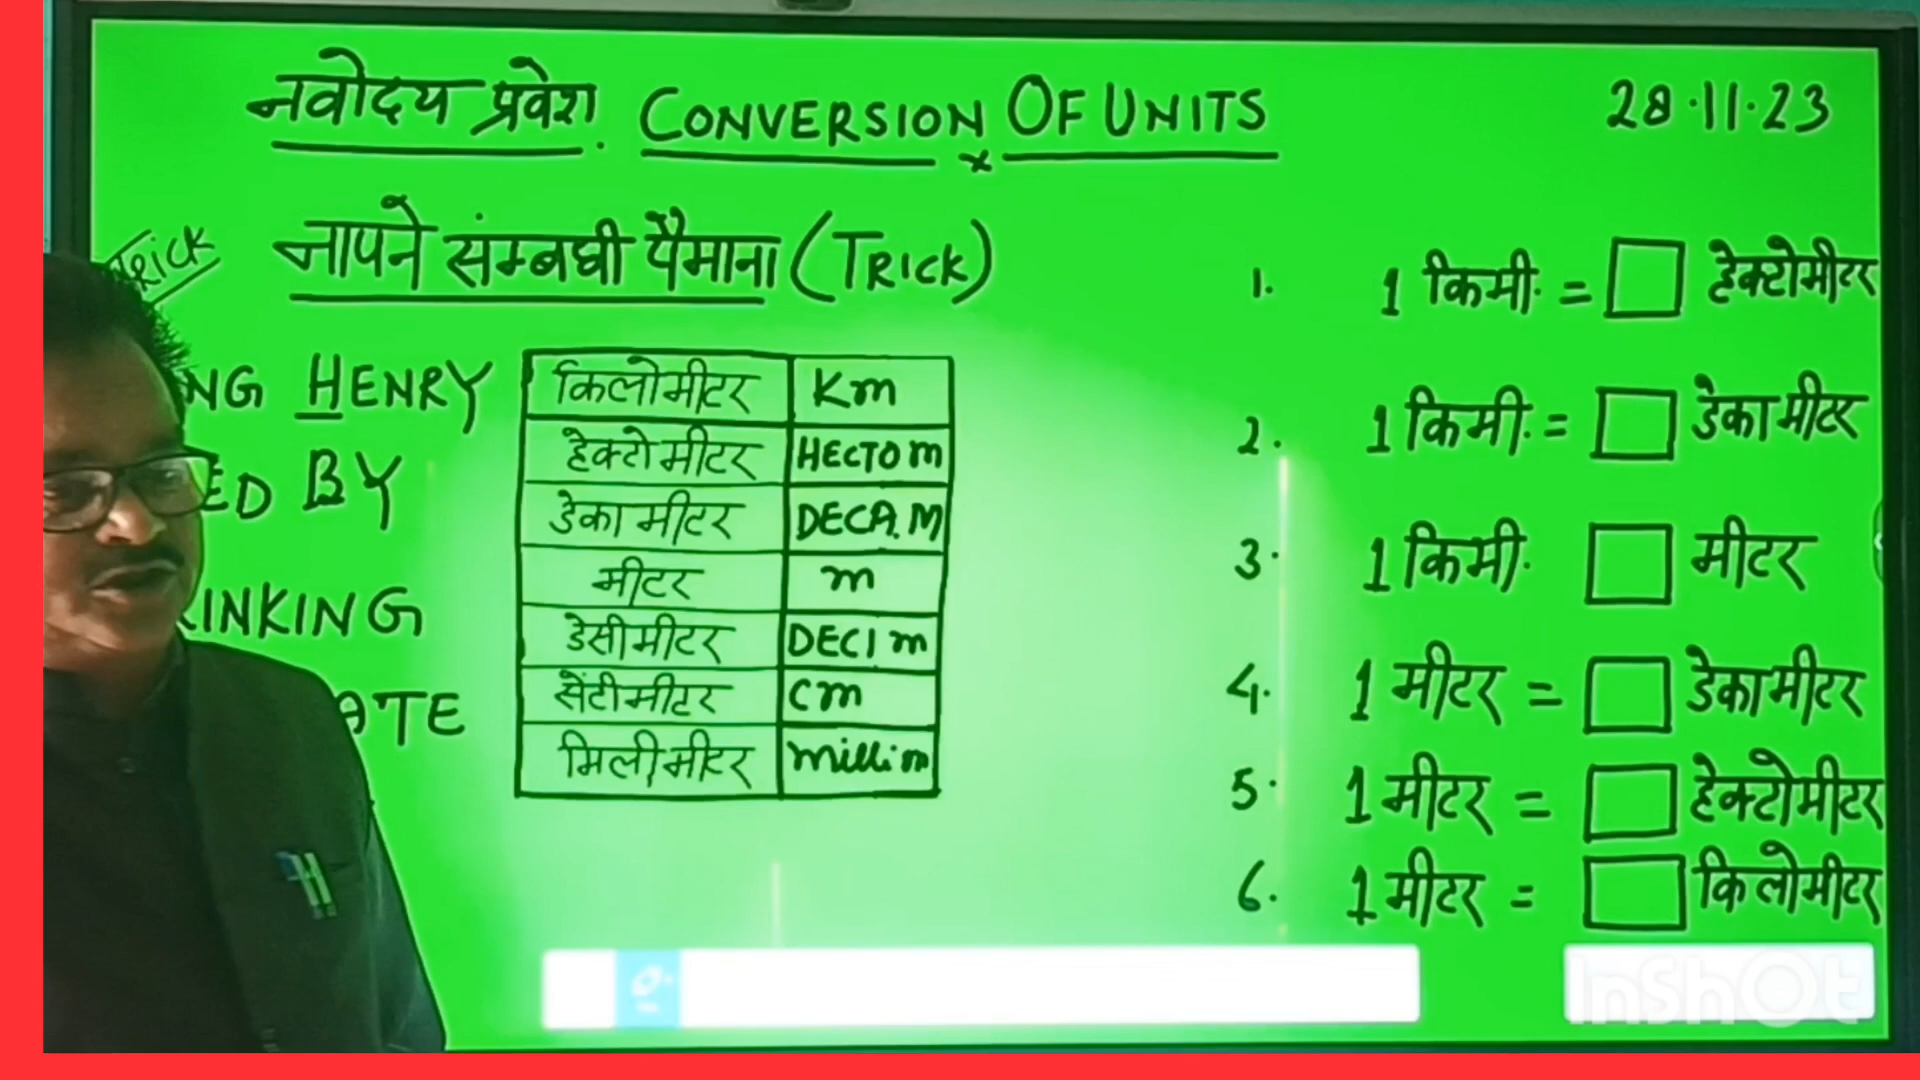 नवोदय प्रवेश. CONVERSION OF UNITS
28.11.23
TRICK
नापने संम्बधी पैमाना (TRICK)
NG HENRY
ED BY
INKING
ATE
किलोमीटर Km
हेक्टोमीटर HECTO m
डेकामीटर DECA.M
मीटर m
डेसीमीटर DECI m
सेंटीमीटर Cm
मिलीमीटर milli m
1. 1 किमी. = हेक्टोमीटर
2. 1 किमी. = डेकामीटर
3. 1 किमी. मीटर
4. 1 मीटर = डेकामीटर
5. 1 मीटर = हेक्टोमीटर
6. 1 मीटर = किलोमीटर
InShOt